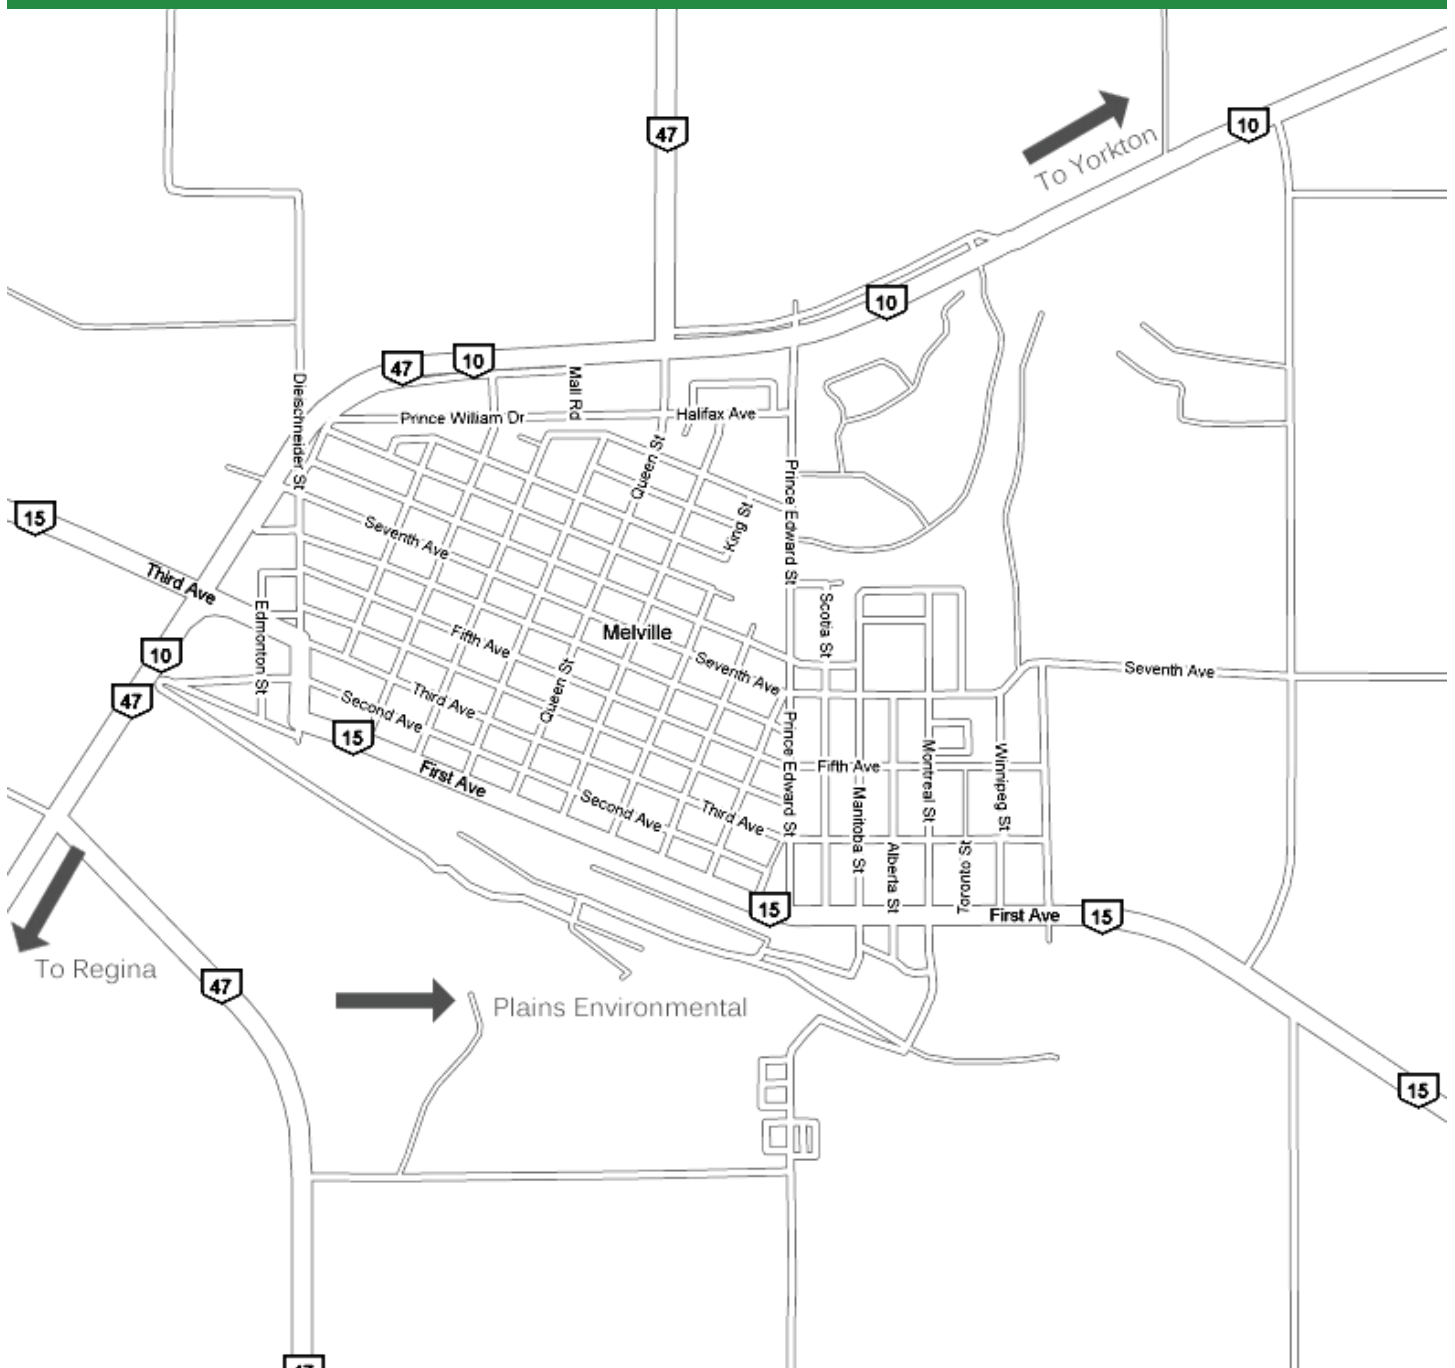 47
10
To Yorkton
10
47
10
Mall Rd
Dieischneider St
Prince William Dr
Halifax Ave
Queen St
Prince Edward St
15
Seventh Ave
King St
Third Ave
Edmonton St
Scotia St
Fifth Ave
Melville
10
Seventh Ave
Seventh Ave
47
Second Ave
Third Ave
Queen St
15
Prince Edward St
Fifth Ave
Montreal St
Winnipeg St
First Ave
Second Ave
Third Ave
Manitoba St
Alberta St
Toronto St
15
First Ave
15
To Regina
47
Plains Environmental
15
47